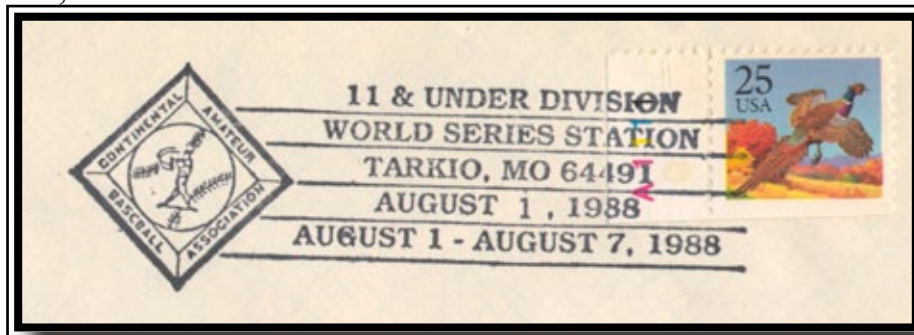 CONTINENTAL AMATEUR
BASEBALL ASSOCIATION
11 & UNDER DIVISION
WORLD SERIES STATION
TARKIO, MO 64491
AUGUST 1, 1988
AUGUST 1 - AUGUST 7, 1988
25
USA